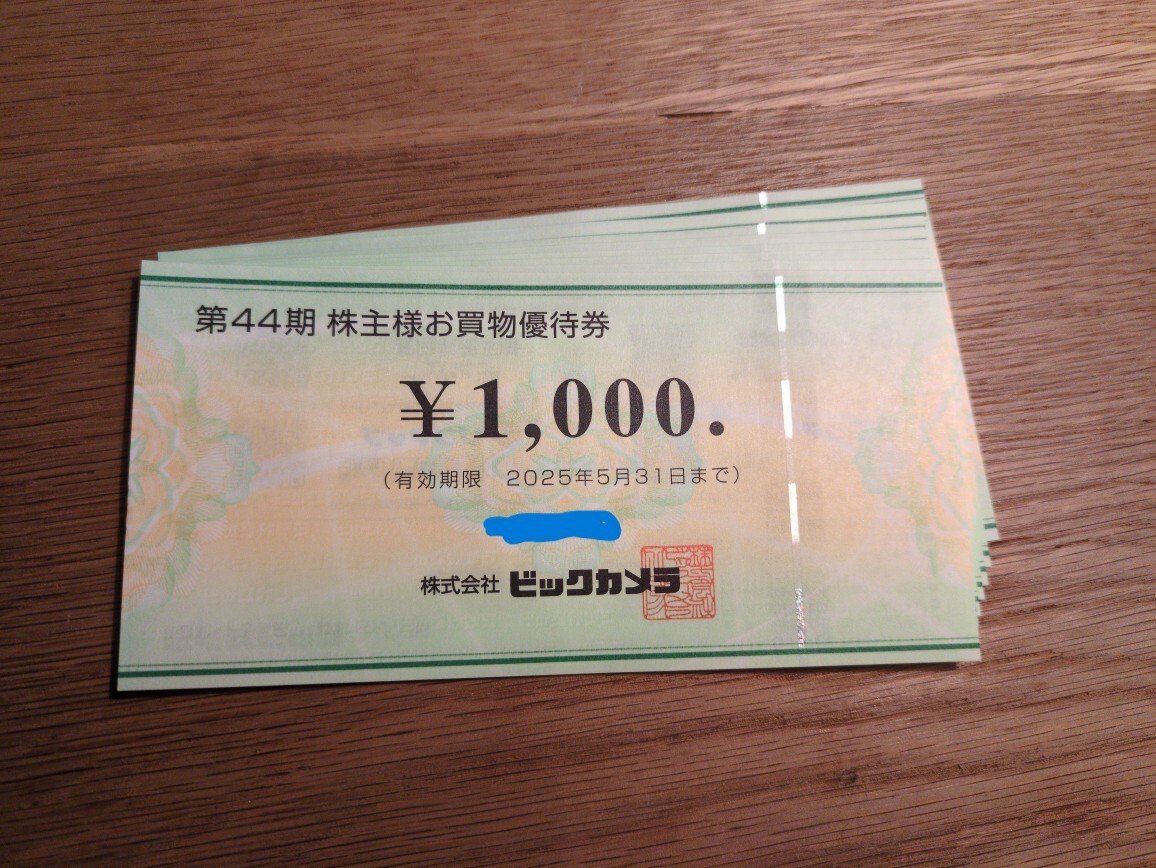 第44期 株主様お買物優待券
¥1,000.
（有効期限　2025年5月31日まで）
株式会社 ビックカメラ